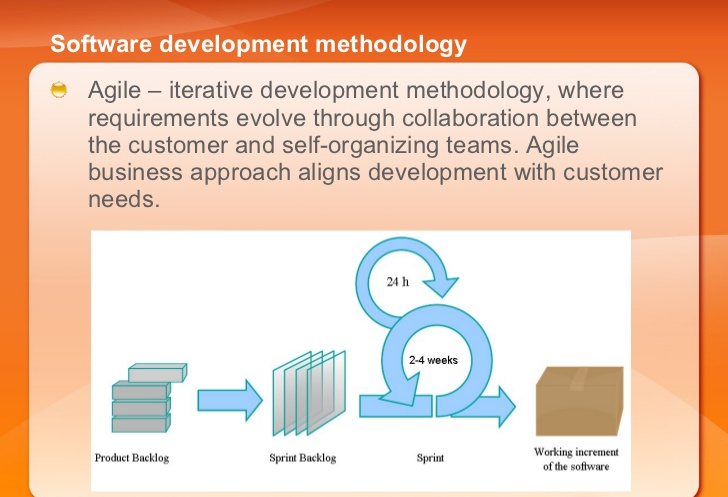 Software development methodology
Agile – iterative development methodology, where
requirements evolve through collaboration between
the customer and self-organizing teams. Agile
business approach aligns development with customer
needs.
24 h
2-4 weeks
Product Backlog
Sprint Backlog
Sprint
Working increment
of the software